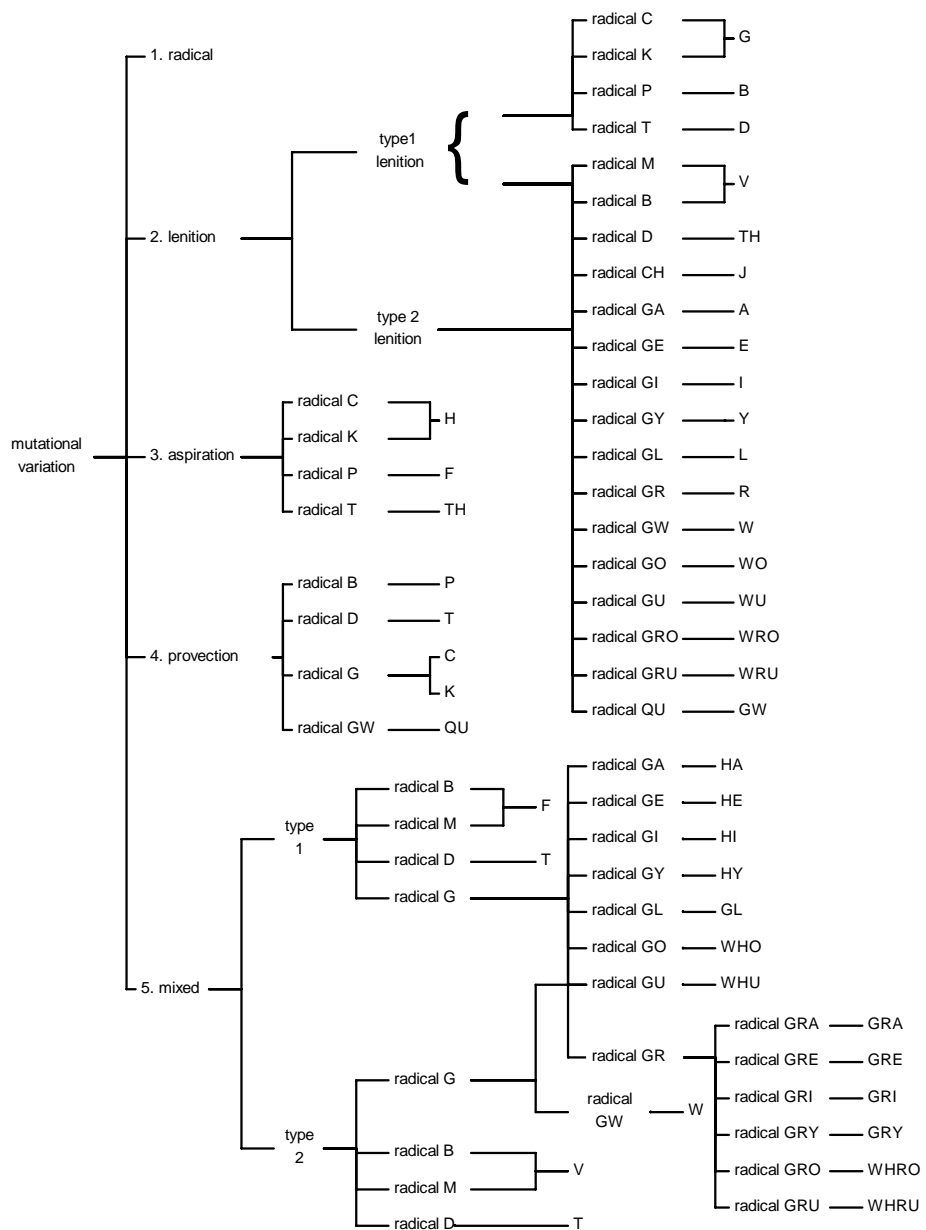 mutational
variation
1. radical
2. lenition
type1
lenition
{
radical C
radical K
G
radical P B
radical T D
type 2
lenition
radical M
radical B
V
radical D TH
radical CH J
radical GA A
radical GE E
radical GI I
radical GY Y
radical GL L
radical GR R
radical GW W
radical GO WO
radical GU WU
radical GRO WRO
radical GRU WRU
radical QU GW
3. aspiration
radical C
radical K
H
radical P F
radical T TH
4. provection
radical B P
radical D T
radical G
C
K
radical GW QU
5. mixed
type
1
radical B
radical M
F
radical D T
radical G
radical GA HA
radical GE HE
radical GI HI
radical GY HY
radical GL GL
radical GO WHO
radical GU WHU
radical GR
radical GRA GRA
radical GRE GRE
radical GRI GRI
radical GRY GRY
radical GRO WHRO
radical GRU WHRU
type
2
radical G
radical
GW
W
radical B
radical M
V
radical D T